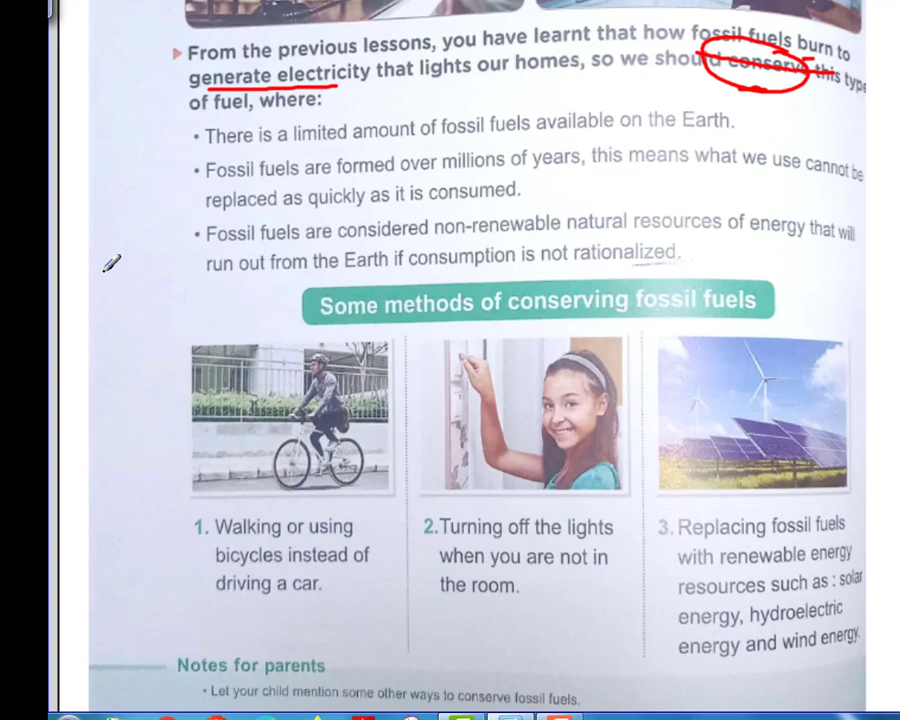 From the previous lessons, you have learnt that how fossil fuels burn to
generate electricity that lights our homes, so we should conserve this type
of fuel, where:
• There is a limited amount of fossil fuels available on the Earth.
• Fossil fuels are formed over millions of years, this means what we use cannot be
replaced as quickly as it is consumed.
• Fossil fuels are considered non-renewable natural resources of energy that will
run out from the Earth if consumption is not rationalized.
Some methods of conserving fossil fuels
1. Walking or using
bicycles instead of
driving a car.
2. Turning off the lights
when you are not in
the room.
3. Replacing fossil fuels
with renewable energy
resources such as : solar
energy, hydroelectric
energy and wind energy.
Notes for parents
• Let your child mention some other ways to conserve fossil fuels.